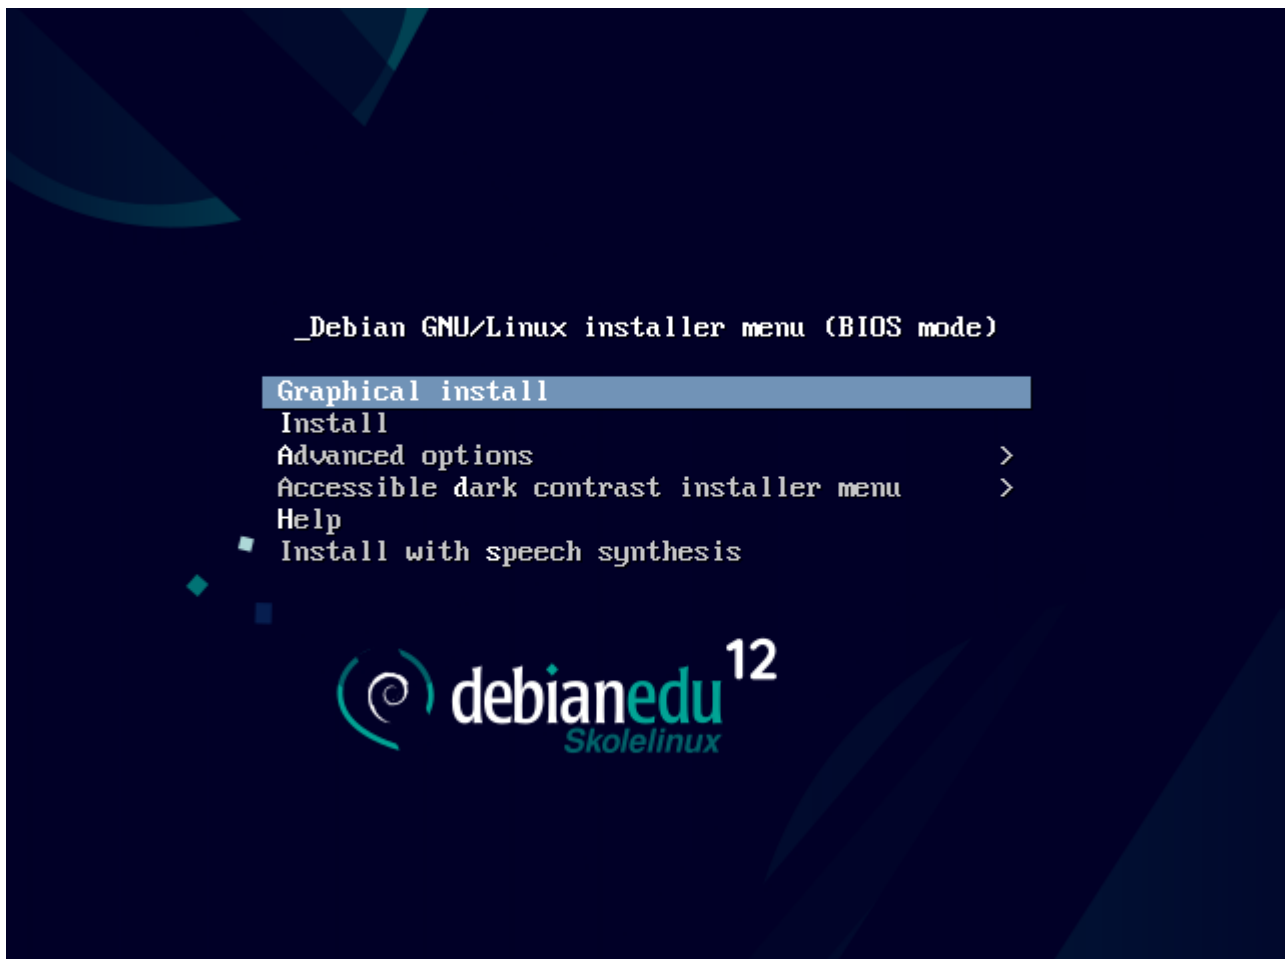 _Debian GNU/Linux installer menu (BIOS mode)
Graphical install
Install
Advanced options >
Accessible dark contrast installer menu >
Help
Install with speech synthesis
debianedu 12
Skolelinux